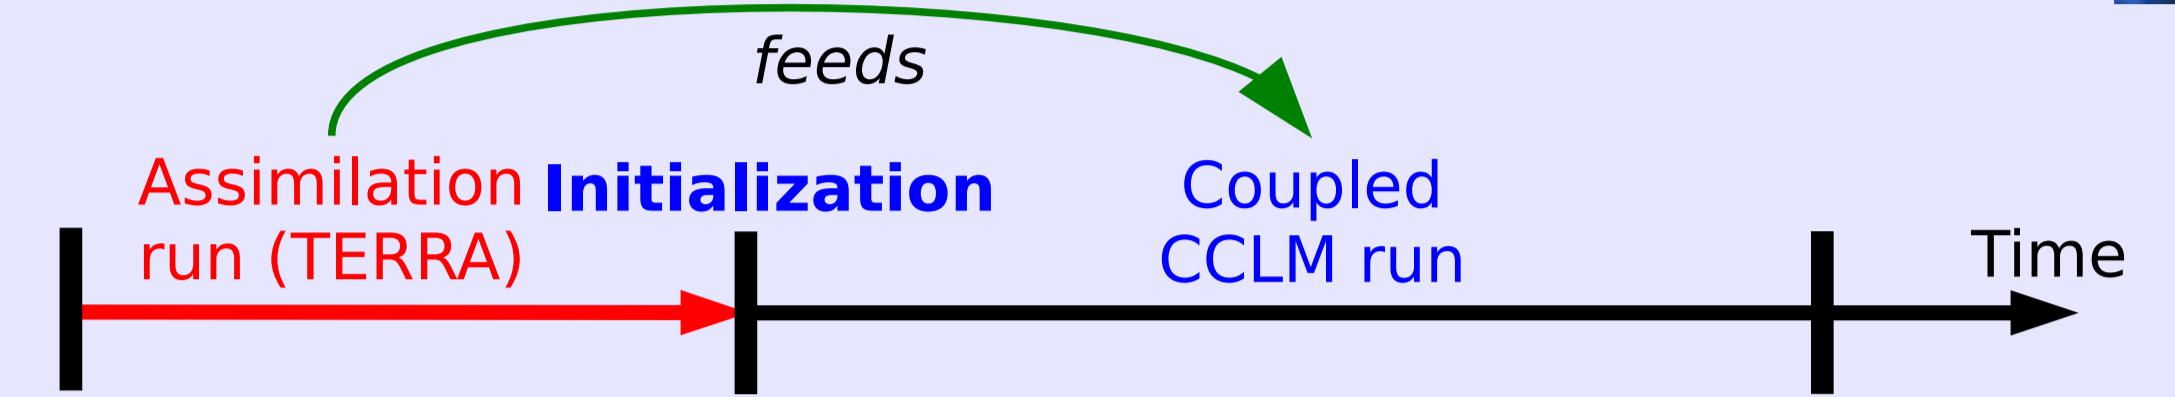 feeds
Assimilation
run (TERRA)
Initialization
Coupled
CCLM run
Time